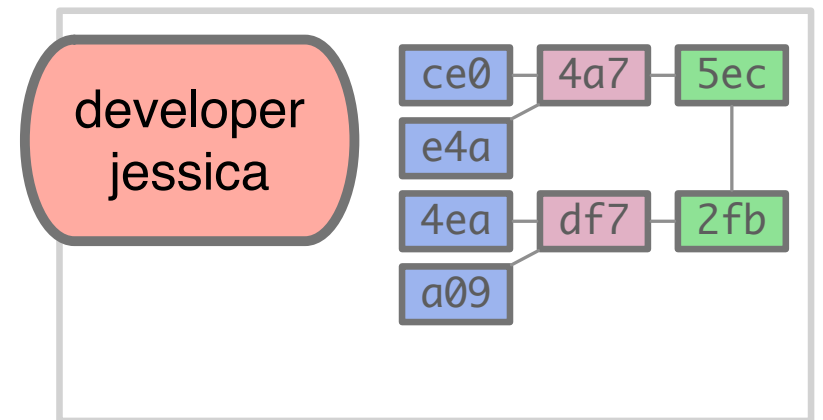 developer
jessica
ce0 4a7 5ec
e4a
4ea df7 2fb
a09